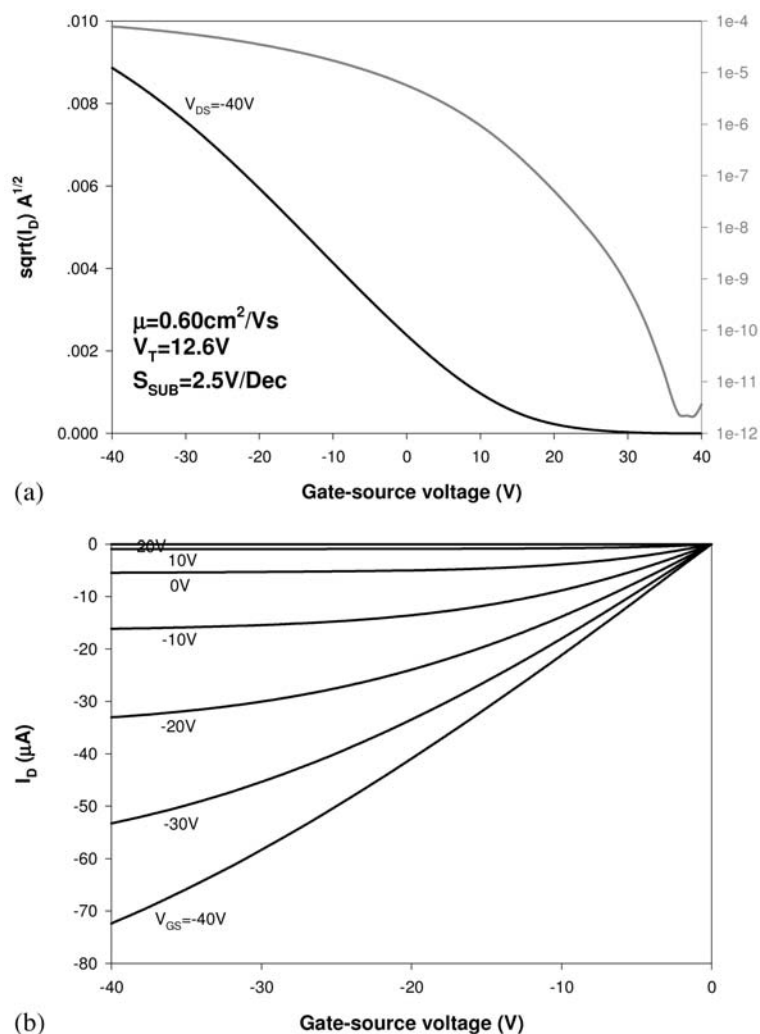 .010
.008
.006
.004
.002
0.000
sqrt(I_D) A^1/2
1e-4
1e-5
1e-6
1e-7
1e-8
1e-9
1e-10
1e-11
1e-12
V_DS=-40V
μ=0.60cm²/Vs
V_T=12.6V
S_SUB=2.5V/Dec
-40 -30 -20 -10 0 10 20 30 40
Gate-source voltage (V)
(a)
0
-10
-20
-30
-40
-50
-60
-70
-80
I_D (μA)
20V
10V
0V
-10V
-20V
-30V
V_GS=-40V
-40 -30 -20 -10 0
Gate-source voltage (V)
(b)